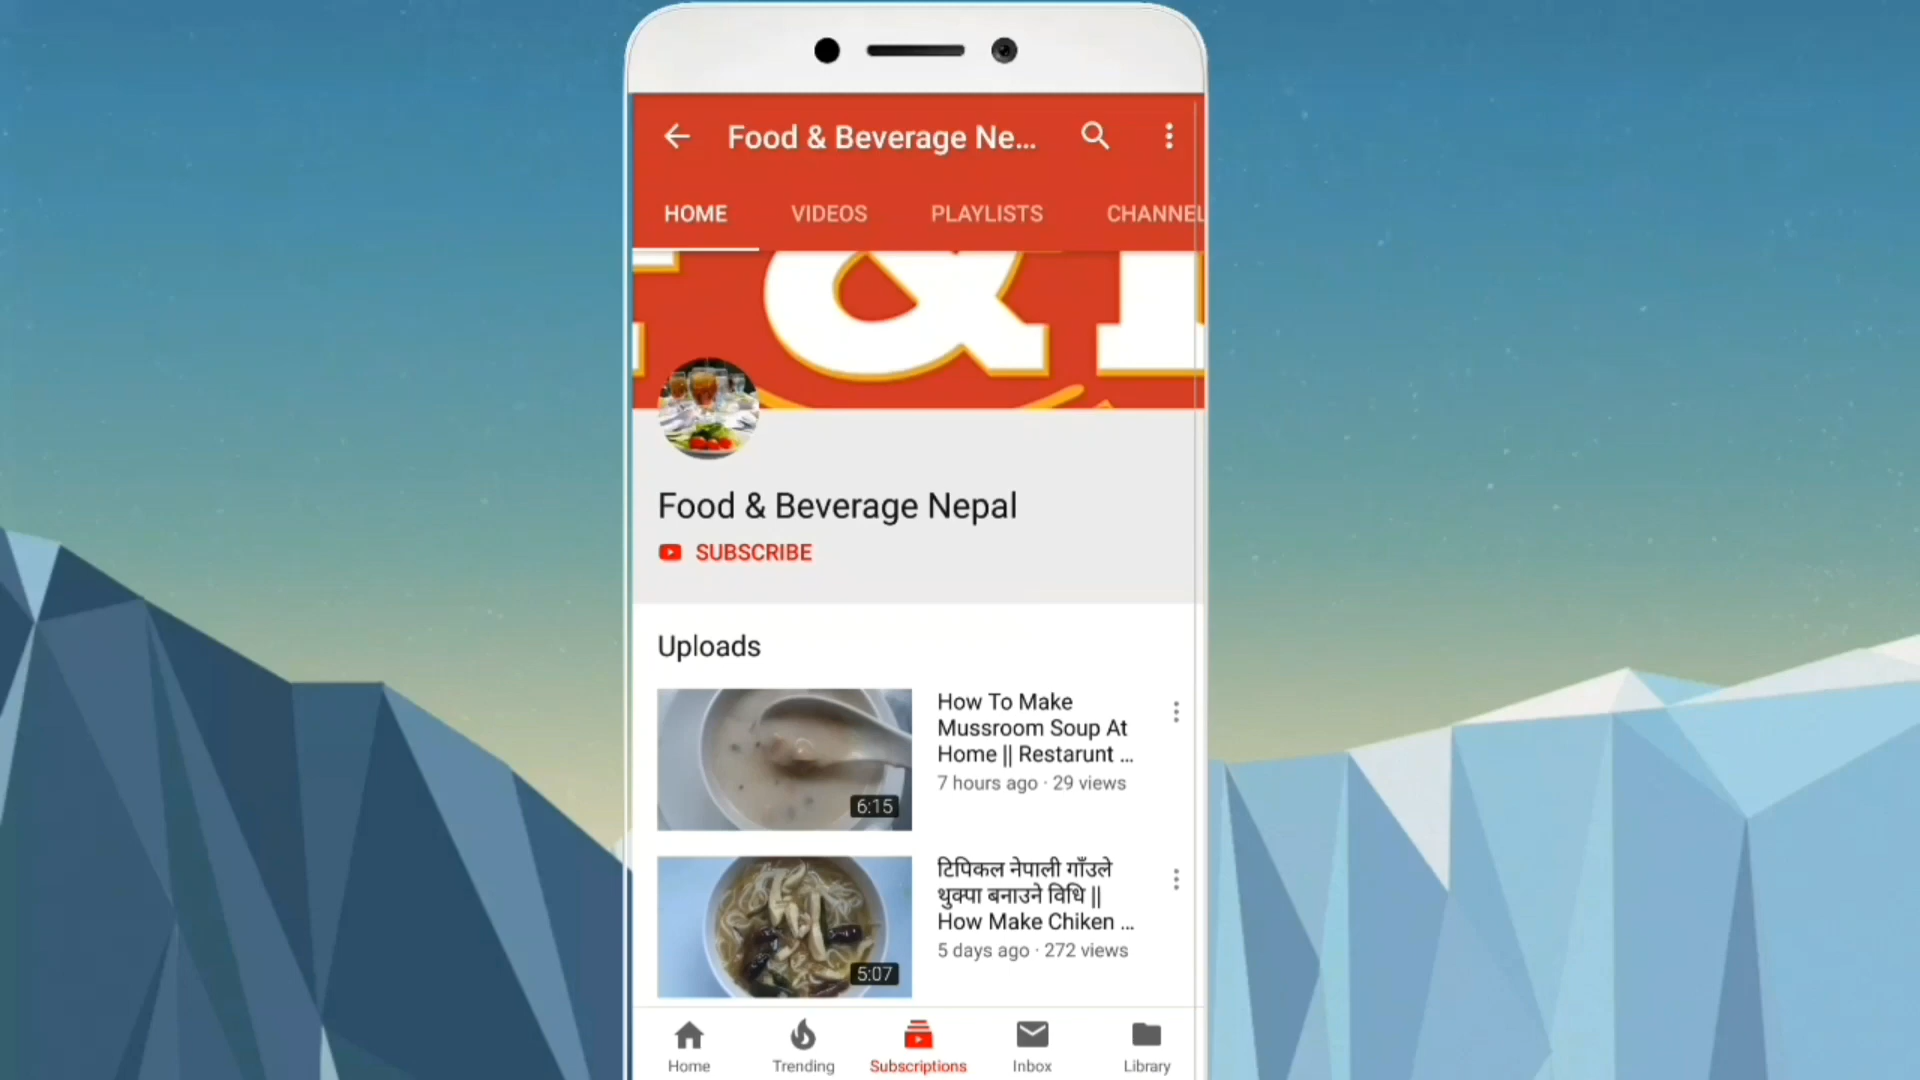 Food & Beverage Ne...
HOME VIDEOS PLAYLISTS CHANNEL
&
Food & Beverage Nepal
SUBSCRIBE
Uploads
How To Make
Mussroom Soup At
Home || Restarunt ...
7 hours ago · 29 views
6:15
टिपिकल नेपाली गाँउले
थुक्पा बनाउने विधि ||
How Make Chiken ...
5 days ago · 272 views
5:07
Home Trending Subscriptions Inbox Library